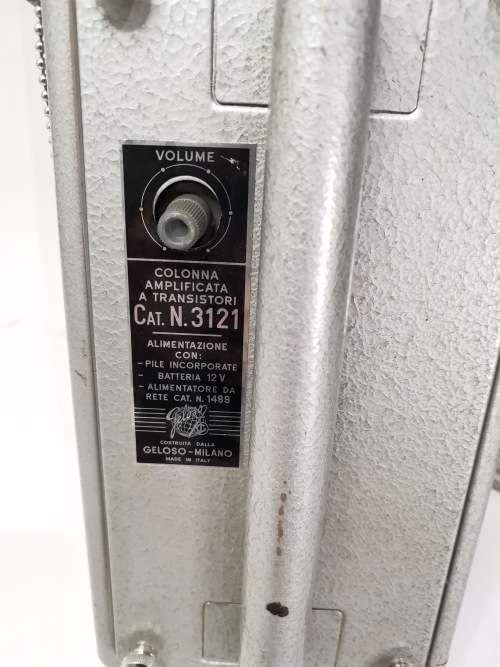 VOLUME
COLONNA
AMPLIFICATA
A TRANSISTORI
CAT. N. 3121
ALIMENTAZIONE
CON:
- PILE INCORPORATE
- BATTERIA 12 V
- ALIMENTATORE DA
RETE CAT. N. 1489
Geloso
COSTRUITA DALLA
GELOSO-MILANO
MADE IN ITALY